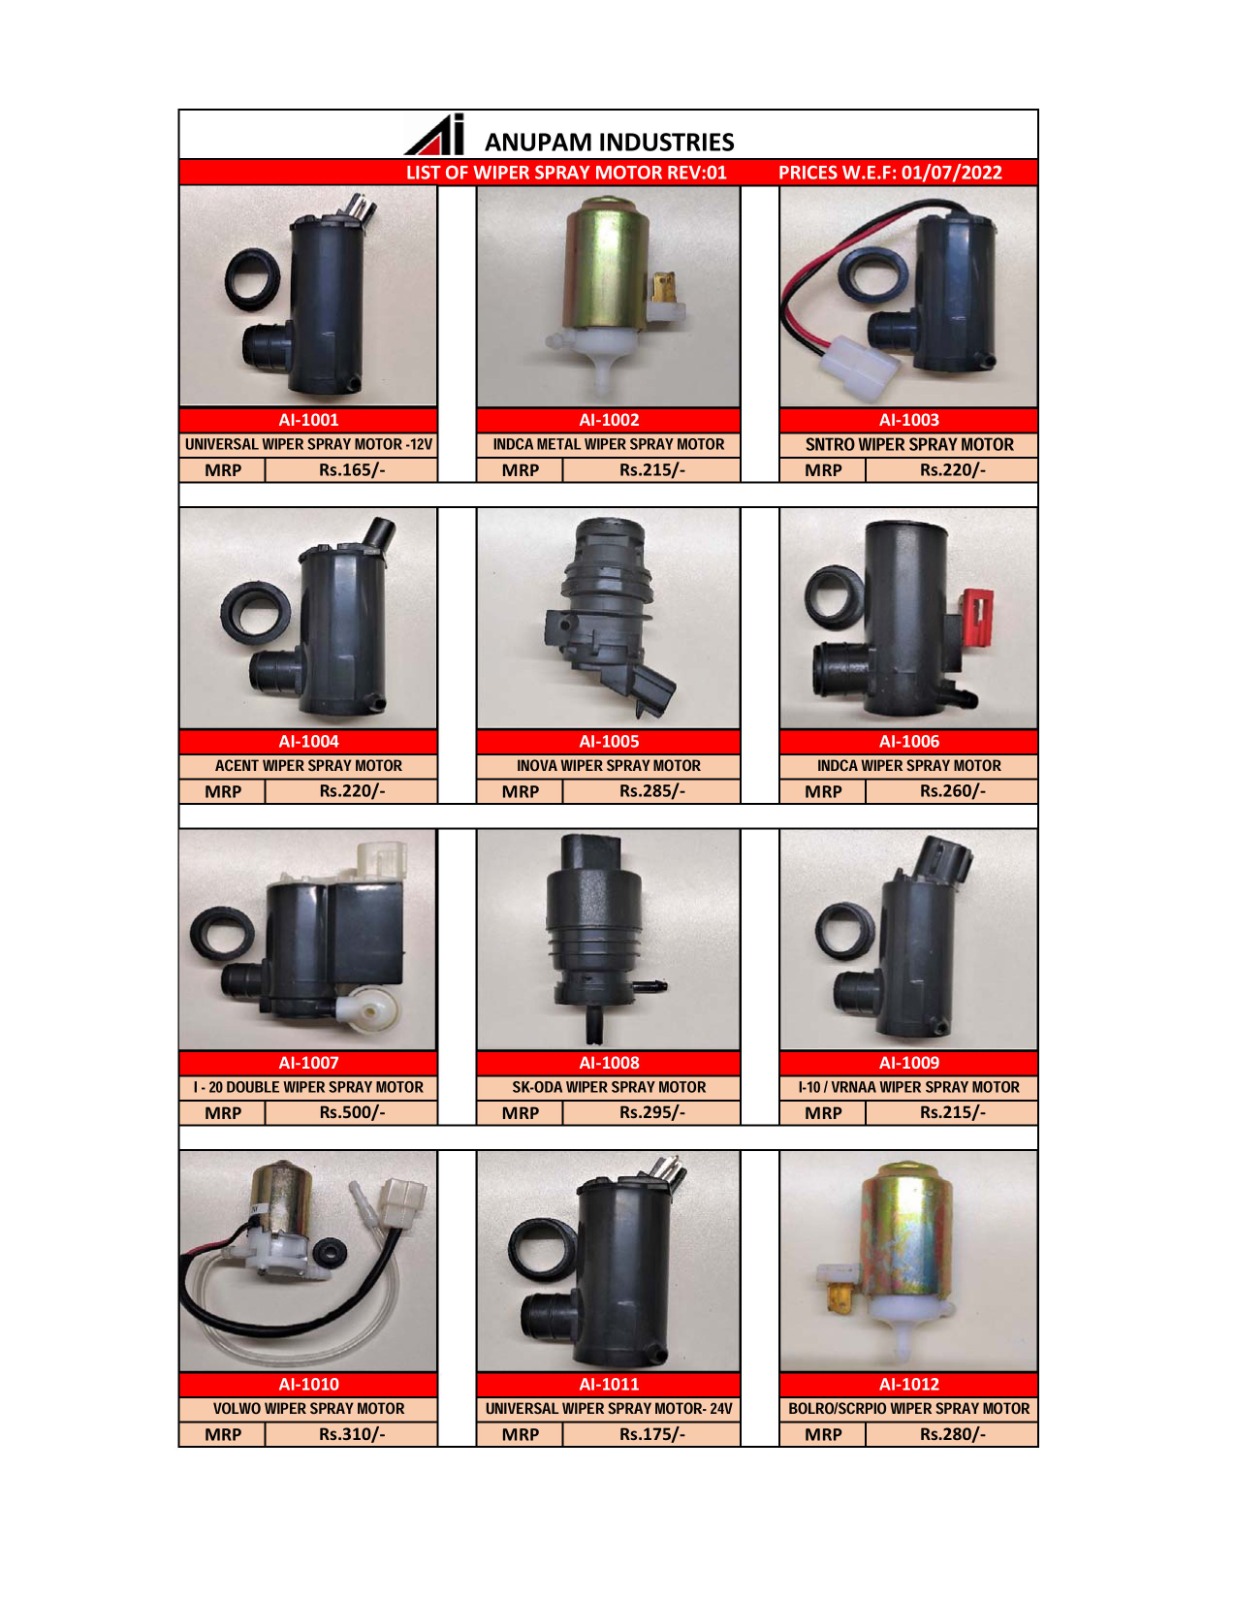 Ai ANUPAM INDUSTRIES
LIST OF WIPER SPRAY MOTOR REV:01 PRICES W.E.F: 01/07/2022
AI-1001 AI-1002 AI-1003
UNIVERSAL WIPER SPRAY MOTOR -12V INDCA METAL WIPER SPRAY MOTOR SNTRO WIPER SPRAY MOTOR
MRP Rs.165/- MRP Rs.215/- MRP Rs.220/-
AI-1004 AI-1005 AI-1006
ACENT WIPER SPRAY MOTOR INOVA WIPER SPRAY MOTOR INDCA WIPER SPRAY MOTOR
MRP Rs.220/- MRP Rs.285/- MRP Rs.260/-
AI-1007 AI-1008 AI-1009
I - 20 DOUBLE WIPER SPRAY MOTOR SK-ODA WIPER SPRAY MOTOR I-10 / VRNAA WIPER SPRAY MOTOR
MRP Rs.500/- MRP Rs.295/- MRP Rs.215/-
AI-1010 AI-1011 AI-1012
VOLWO WIPER SPRAY MOTOR UNIVERSAL WIPER SPRAY MOTOR- 24V BOLRO/SCRPIO WIPER SPRAY MOTOR
MRP Rs.310/- MRP Rs.175/- MRP Rs.280/-